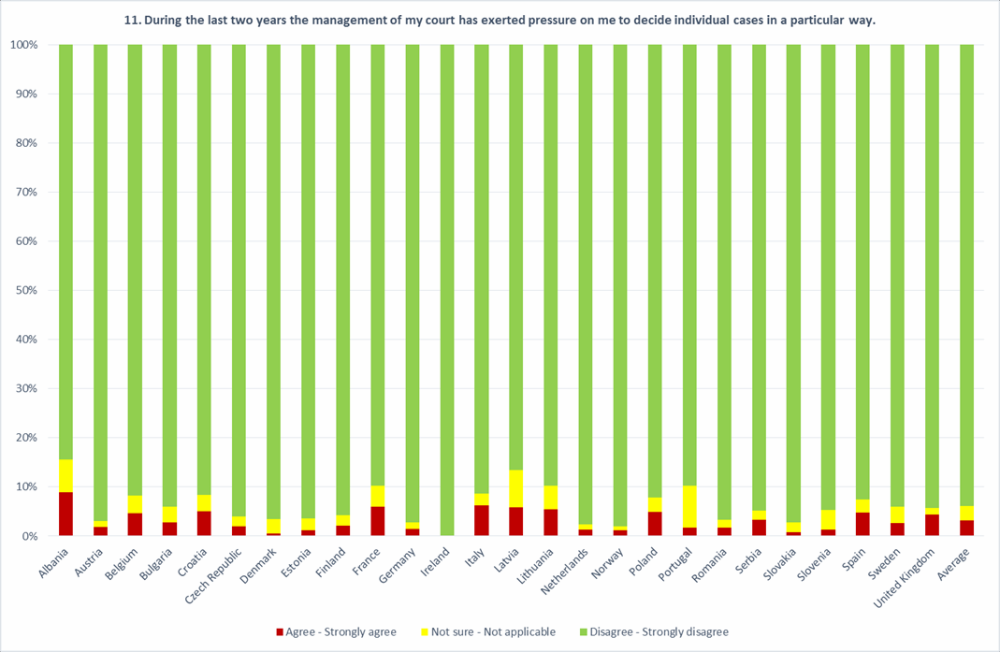 11. During the last two years the management of my court has exerted pressure on me to decide individual cases in a particular way.
100%
90%
80%
70%
60%
50%
40%
30%
20%
10%
0%
Albania
Austria
Belgium
Bulgaria
Croatia
Czech Republic
Denmark
Estonia
Finland
France
Germany
Ireland
Italy
Latvia
Lithuania
Netherlands
Norway
Poland
Portugal
Romania
Serbia
Slovakia
Slovenia
Spain
Sweden
United Kingdom
Average
Agree - Strongly agree
Not sure - Not applicable
Disagree - Strongly disagree